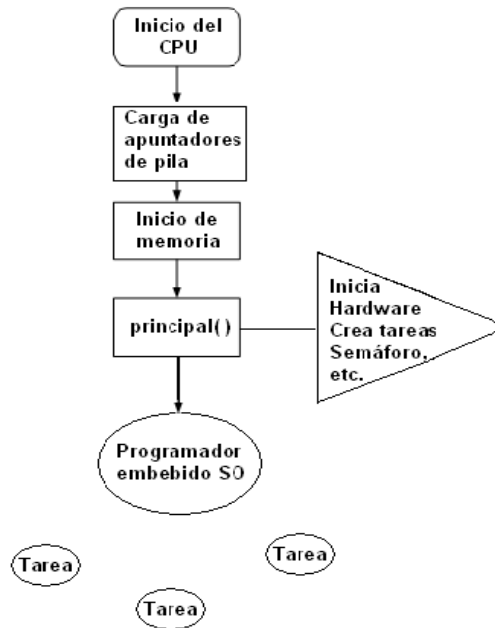 Inicio del
CPU
Carga de
apuntadores
de pila
Inicio de
memoria
principal()
Inicia
Hardware
Crea tareas
Semáforo,
etc.
Programador
embebido SO
Tarea
Tarea
Tarea